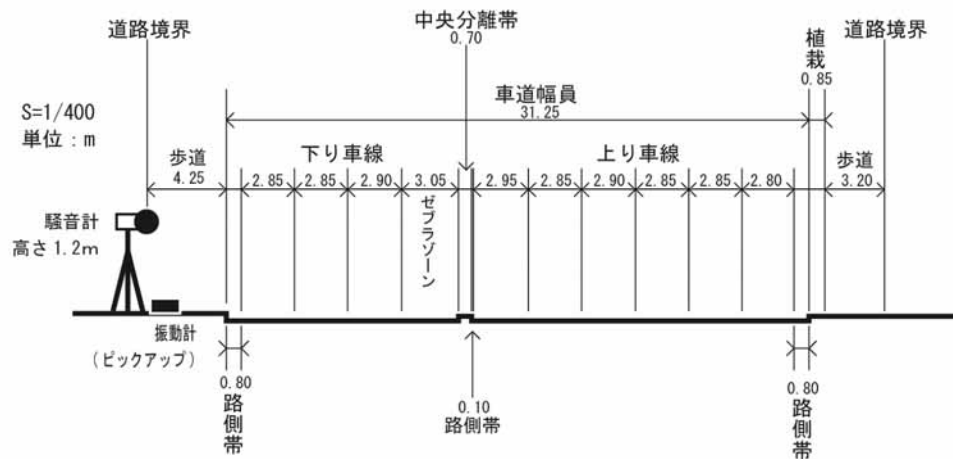 中央分離帯
0.70
道路境界
植栽
0.85
道路境界
車道幅員
31.25
S=1/400
単位：m
歩道
4.25
下り車線
上り車線
歩道
3.20
2.85
2.85
2.90
3.05
2.95
2.85
2.90
2.85
2.85
2.80
ゼブラゾーン
騒音計
高さ1.2m
振動計
(ピックアップ)
0.80
路側帯
0.10
路側帯
0.80
路側帯